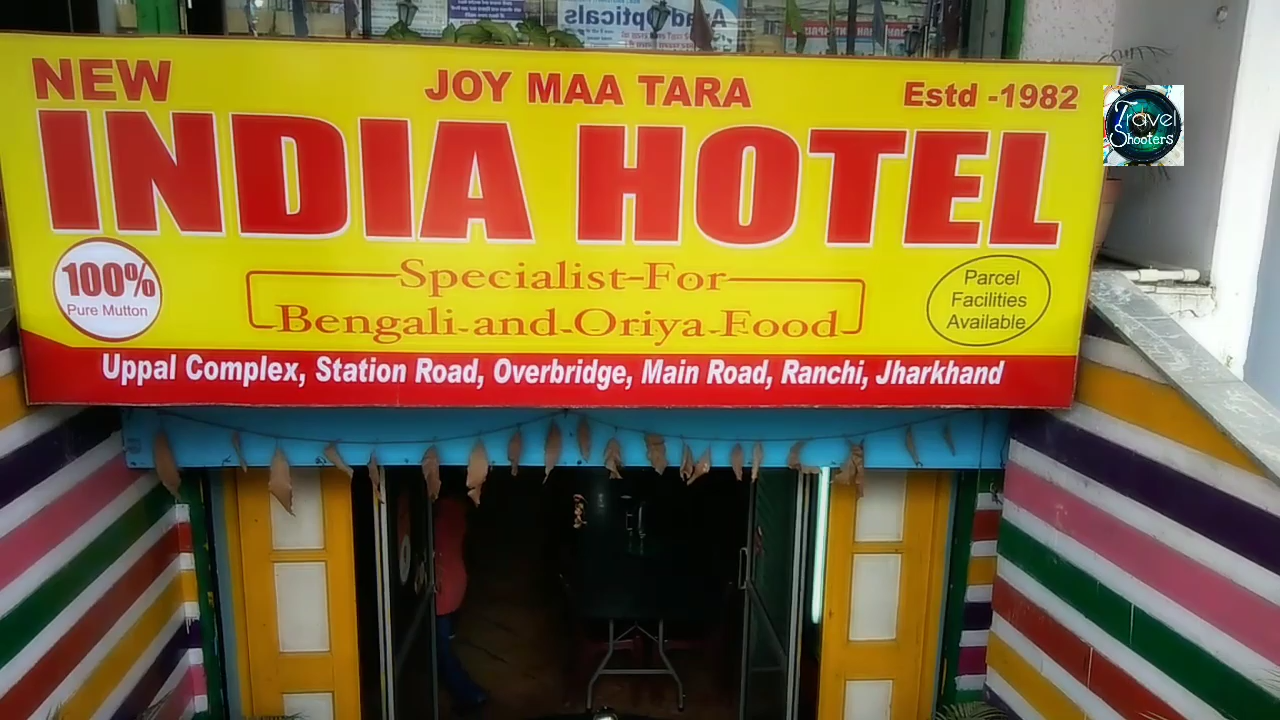 Opticals
NEW
JOY MAA TARA
Estd -1982
INDIA HOTEL
Travel
Shooters
100%
Pure Mutton
Specialist For
Bengali and Oriya Food
Parcel
Facilities
Available
Uppal Complex, Station Road, Overbridge, Main Road, Ranchi, Jharkhand